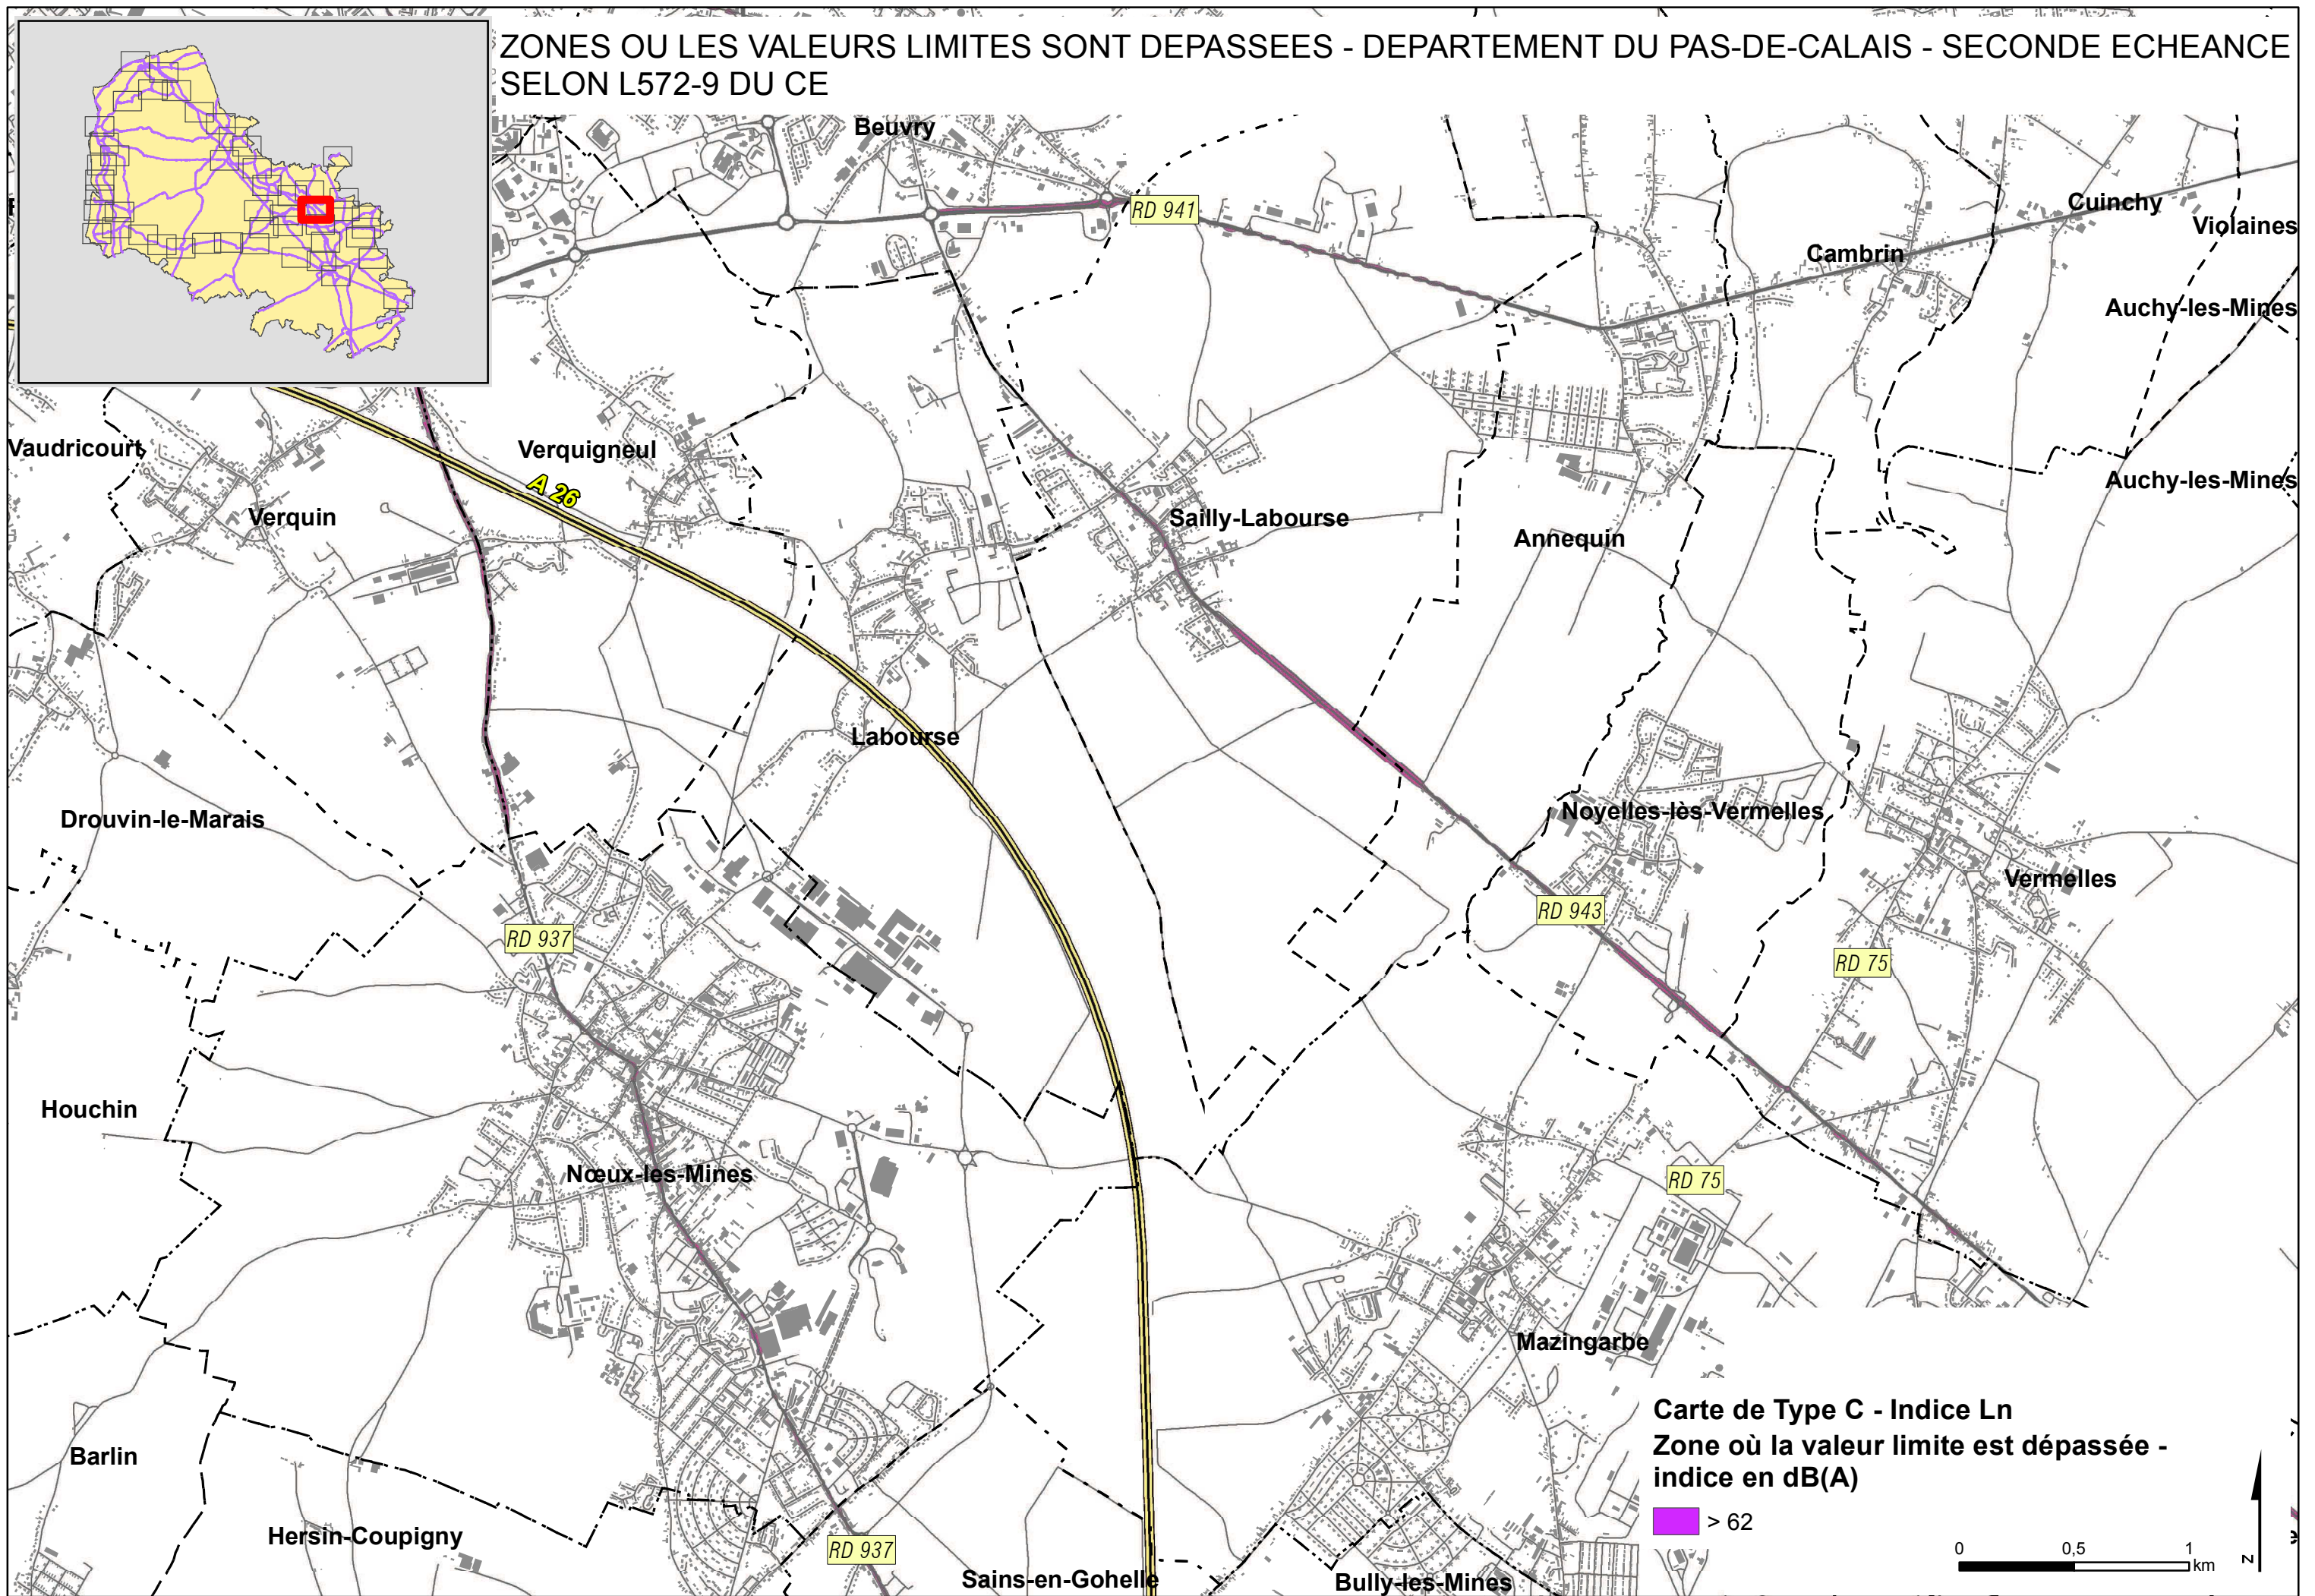 ZONES OU LES VALEURS LIMITES SONT DEPASSEES - DEPARTEMENT DU PAS-DE-CALAIS - SECONDE ECHEANCE
SELON L572-9 DU CE
Beuvry
RD 941
Cuinchy
Violaines
Cambrin
Auchy-les-Mines
Vaudricourt
Verquigneul
A 26
Auchy-les-Mines
Verquin
Sailly-Labourse
Annequin
Labourse
Drouvin-le-Marais
Noyelles-lès-Vermelles
Vermelles
RD 943
RD 937
RD 75
Houchin
Nœux-les-Mines
RD 75
Mazingarbe
Carte de Type C - Indice Ln
Zone où la valeur limite est dépassée -
indice en dB(A)
> 62
Barlin
Hersin-Coupigny
RD 937
0 0,5 1
km
N
Sains-en-Gohelle
Bully-les-Mines